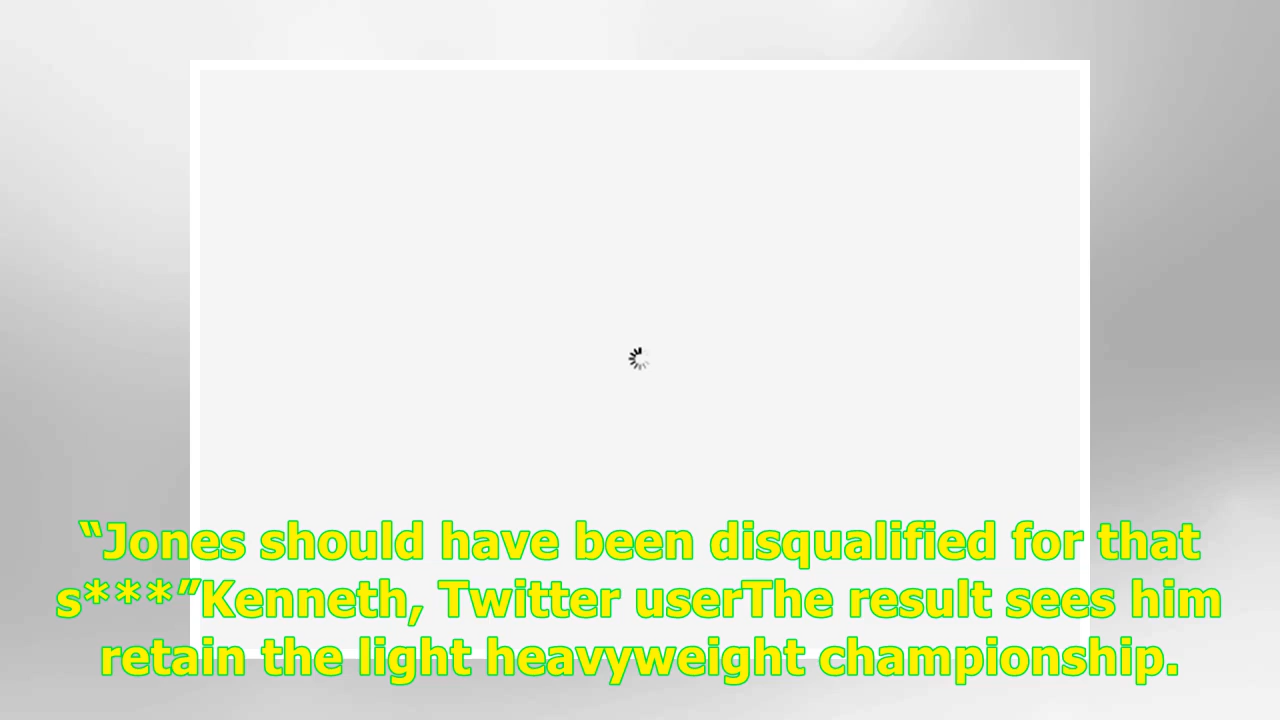 “Jones should have been disqualified for that
s***”Kenneth, Twitter userThe result sees him
retain the light heavyweight championship.